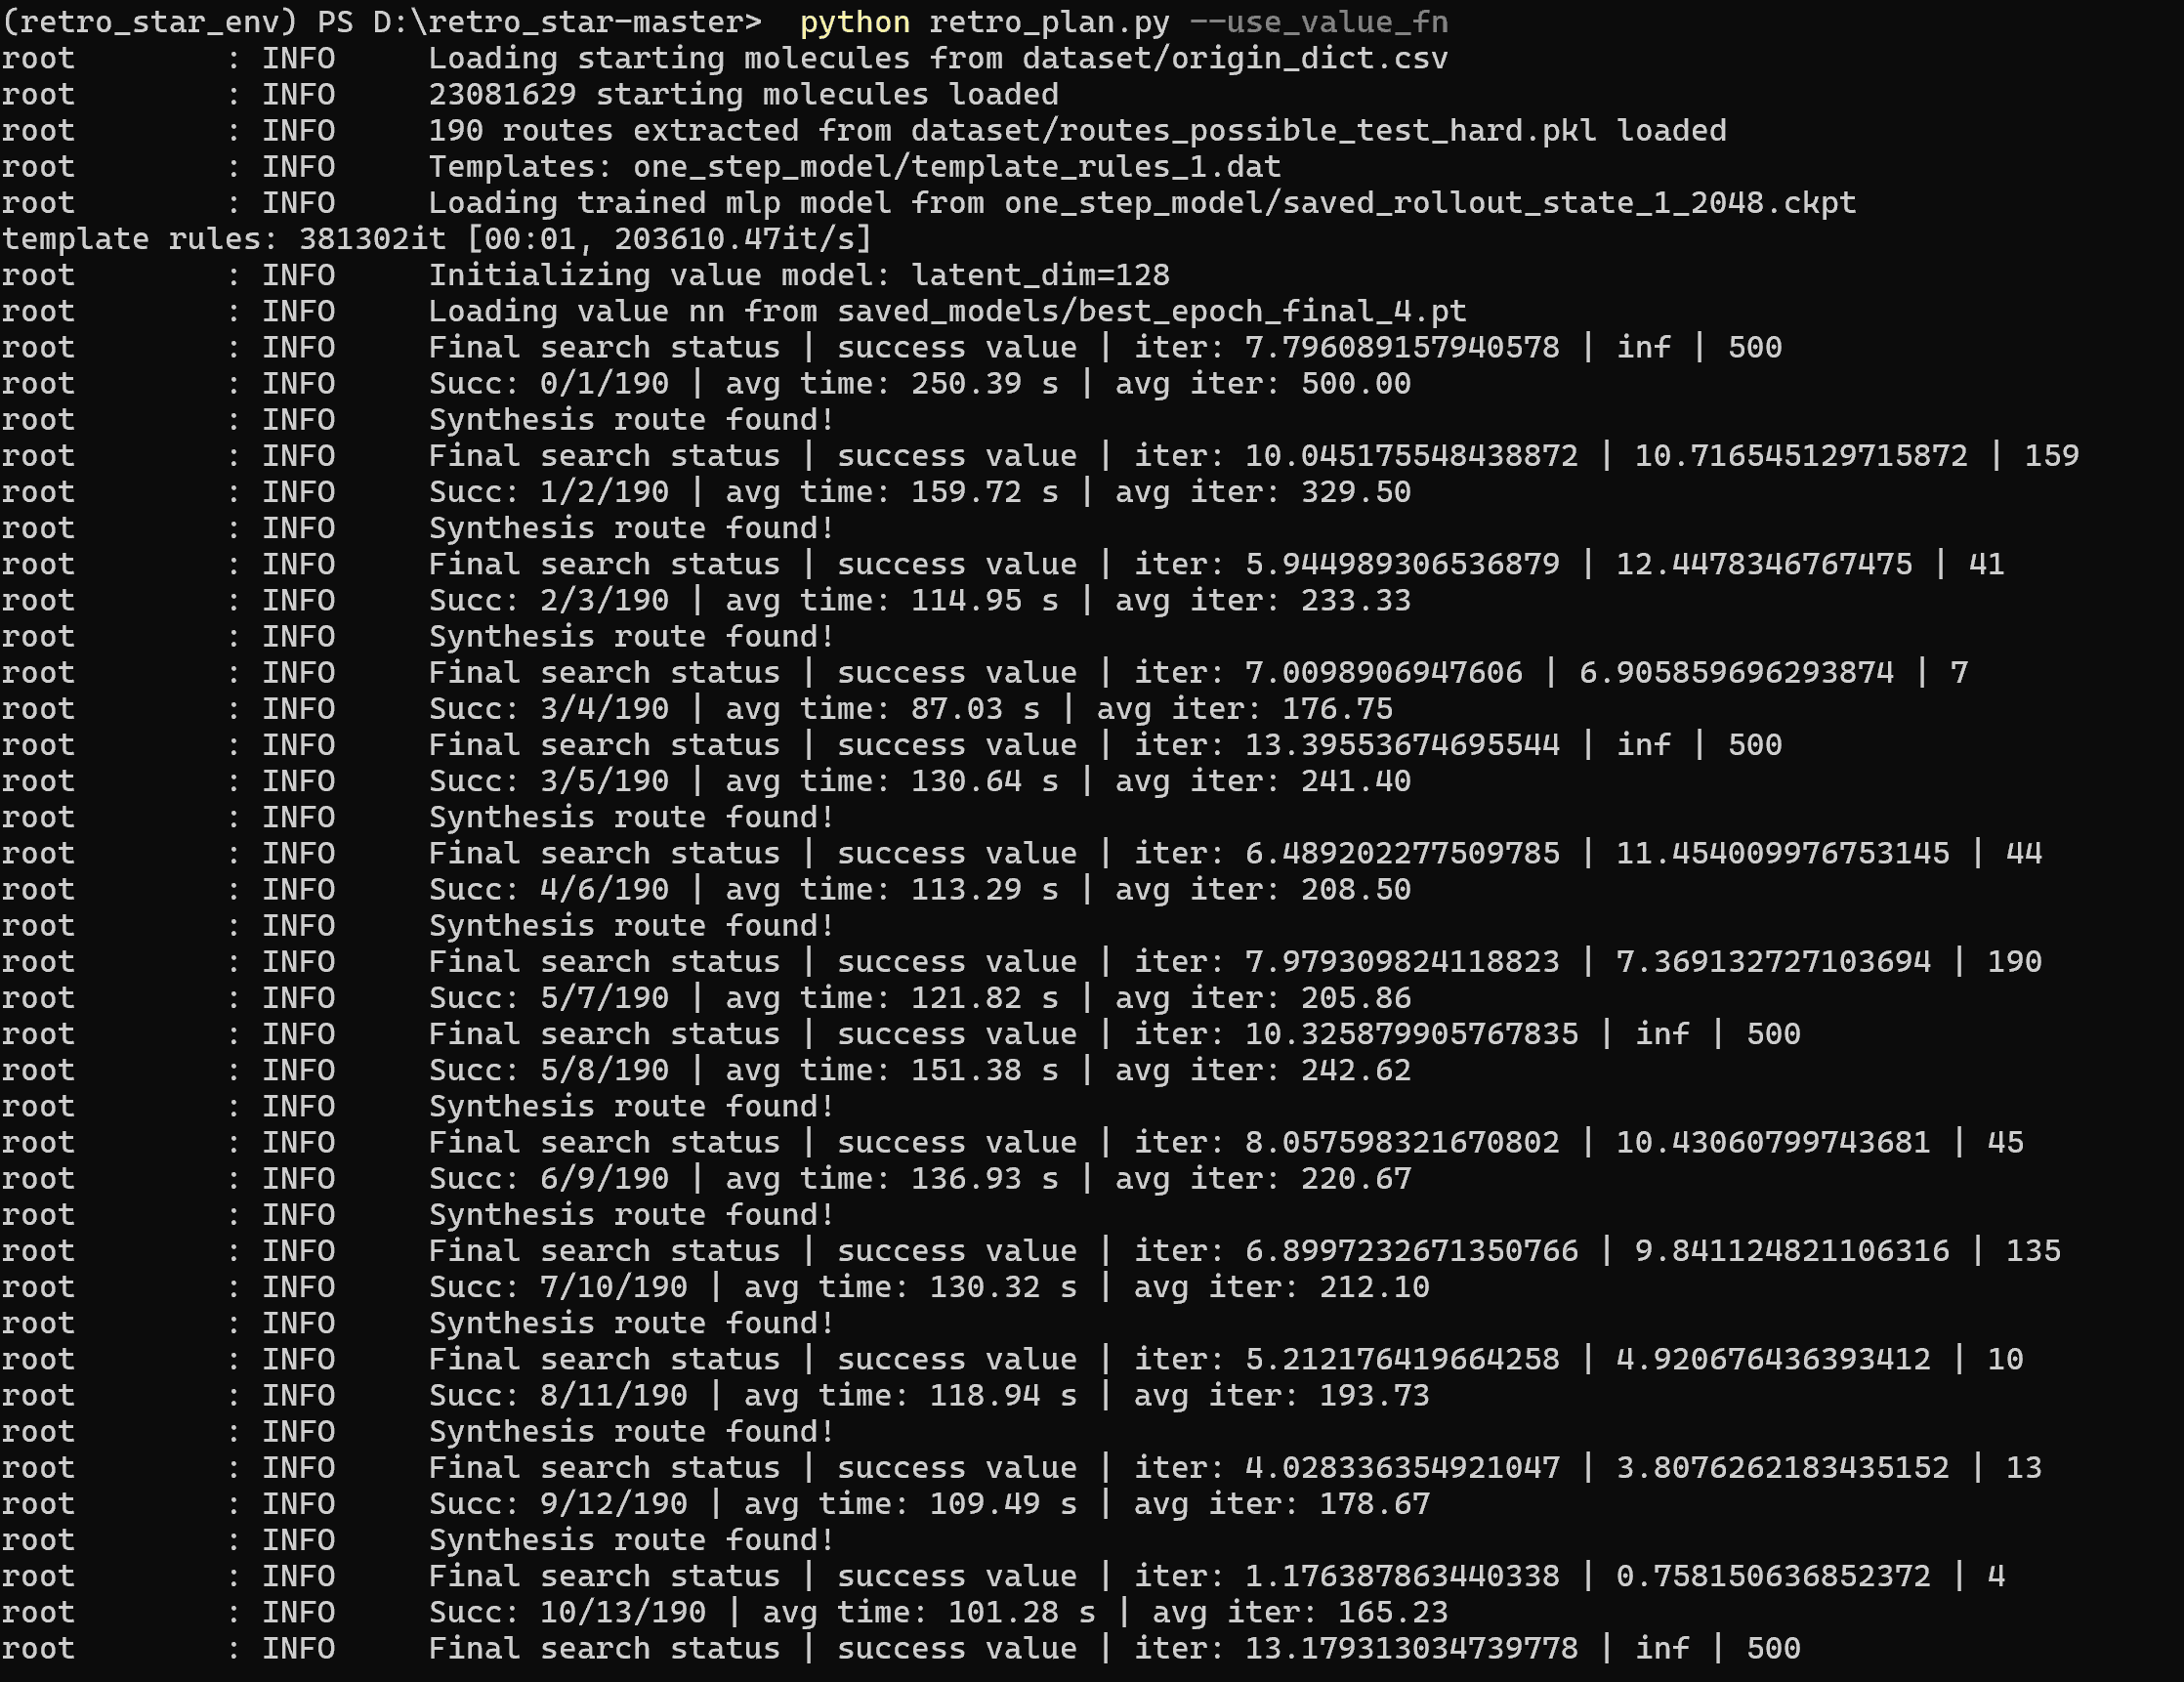 (retro_star_env) PS D:\retro_star-master>  python retro_plan.py --use_value_fn
root        : INFO     Loading starting molecules from dataset/origin_dict.csv
root        : INFO     23081629 starting molecules loaded
root        : INFO     190 routes extracted from dataset/routes_possible_test_hard.pkl loaded
root        : INFO     Templates: one_step_model/template_rules_1.dat
root        : INFO     Loading trained mlp model from one_step_model/saved_rollout_state_1_2048.ckpt
template rules: 381302it [00:01, 203610.47it/s]
root        : INFO     Initializing value model: latent_dim=128
root        : INFO     Loading value nn from saved_models/best_epoch_final_4.pt
root        : INFO     Final search status | success value | iter: 7.796089157940578 | inf | 500
root        : INFO     Succ: 0/1/190 | avg time: 250.39 s | avg iter: 500.00
root        : INFO     Synthesis route found!
root        : INFO     Final search status | success value | iter: 10.045175548438872 | 10.716545129715872 | 159
root        : INFO     Succ: 1/2/190 | avg time: 159.72 s | avg iter: 329.50
root        : INFO     Synthesis route found!
root        : INFO     Final search status | success value | iter: 5.944989306536879 | 12.4478346767475 | 41
root        : INFO     Succ: 2/3/190 | avg time: 114.95 s | avg iter: 233.33
root        : INFO     Synthesis route found!
root        : INFO     Final search status | success value | iter: 7.0098906947606 | 6.905859696293874 | 7
root        : INFO     Succ: 3/4/190 | avg time: 87.03 s | avg iter: 176.75
root        : INFO     Final search status | success value | iter: 13.39553674695544 | inf | 500
root        : INFO     Succ: 3/5/190 | avg time: 130.64 s | avg iter: 241.40
root        : INFO     Synthesis route found!
root        : INFO     Final search status | success value | iter: 6.489202277509785 | 11.454009976753145 | 44
root        : INFO     Succ: 4/6/190 | avg time: 113.29 s | avg iter: 208.50
root        : INFO     Synthesis route found!
root        : INFO     Final search status | success value | iter: 7.979309824118823 | 7.369132727103694 | 190
root        : INFO     Succ: 5/7/190 | avg time: 121.82 s | avg iter: 205.86
root        : INFO     Final search status | success value | iter: 10.325879905767835 | inf | 500
root        : INFO     Succ: 5/8/190 | avg time: 151.38 s | avg iter: 242.62
root        : INFO     Synthesis route found!
root        : INFO     Final search status | success value | iter: 8.057598321670802 | 10.43060799743681 | 45
root        : INFO     Succ: 6/9/190 | avg time: 136.93 s | avg iter: 220.67
root        : INFO     Synthesis route found!
root        : INFO     Final search status | success value | iter: 6.8997232671350766 | 9.841124821106316 | 135
root        : INFO     Succ: 7/10/190 | avg time: 130.32 s | avg iter: 212.10
root        : INFO     Synthesis route found!
root        : INFO     Final search status | success value | iter: 5.212176419664258 | 4.920676436393412 | 10
root        : INFO     Succ: 8/11/190 | avg time: 118.94 s | avg iter: 193.73
root        : INFO     Synthesis route found!
root        : INFO     Final search status | success value | iter: 4.028336354921047 | 3.8076262183435152 | 13
root        : INFO     Succ: 9/12/190 | avg time: 109.49 s | avg iter: 178.67
root        : INFO     Synthesis route found!
root        : INFO     Final search status | success value | iter: 1.176387863440338 | 0.758150636852372 | 4
root        : INFO     Succ: 10/13/190 | avg time: 101.28 s | avg iter: 165.23
root        : INFO     Final search status | success value | iter: 13.179313034739778 | inf | 500